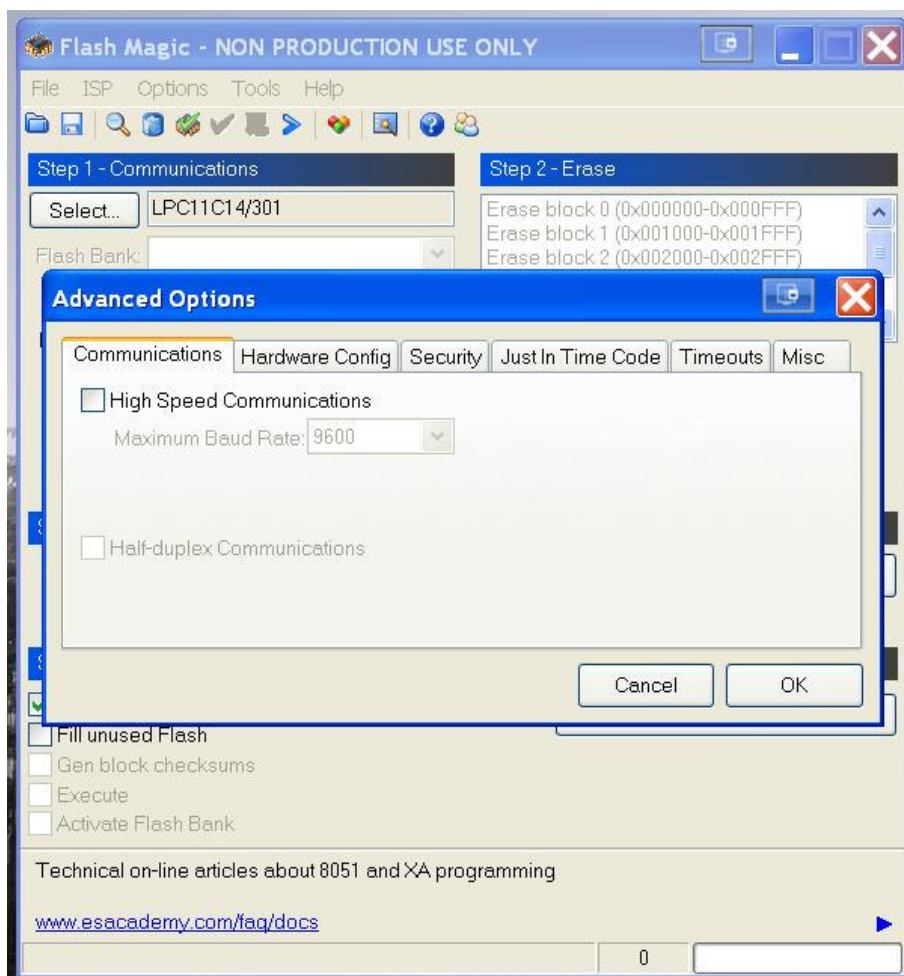 Flash Magic - NON PRODUCTION USE ONLY
File ISP Options Tools Help
Step 1 - Communications
Step 2 - Erase
Select...
LPC11C14/301
Erase block 0 (0x000000-0x000FFF)
Erase block 1 (0x001000-0x001FFF)
Erase block 2 (0x002000-0x002FFF)
Flash Bank:
Advanced Options
Communications Hardware Config Security Just In Time Code Timeouts Misc
High Speed Communications
Maximum Baud Rate: 9600
Half-duplex Communications
Cancel OK
Fill unused Flash
Gen block checksums
Execute
Activate Flash Bank
Technical on-line articles about 8051 and XA programming
www.esacademy.com/faq/docs
0